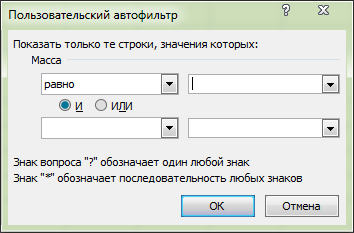 Пользовательский автофильтр
Показать только те строки, значения которых:
Масса
равно
И ИЛИ
Знак вопроса "?" обозначает один любой знак
Знак "*" обозначает последовательность любых знаков
ОК Отмена